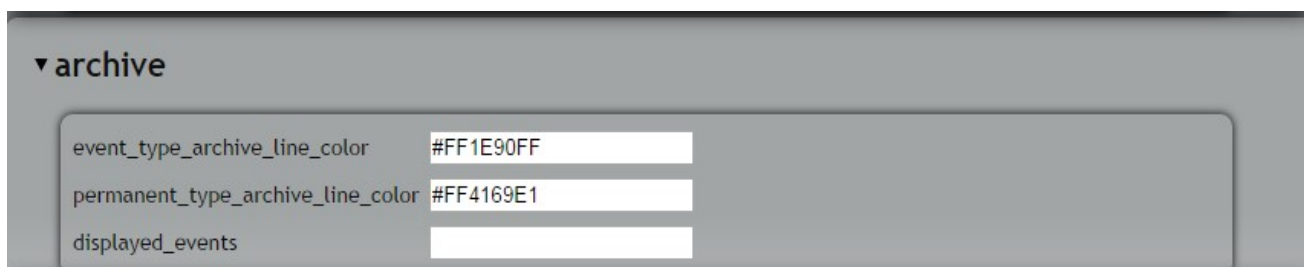 archive
event_type_archive_line_color #FF1E90FF
permanent_type_archive_line_color #FF4169E1
displayed_events